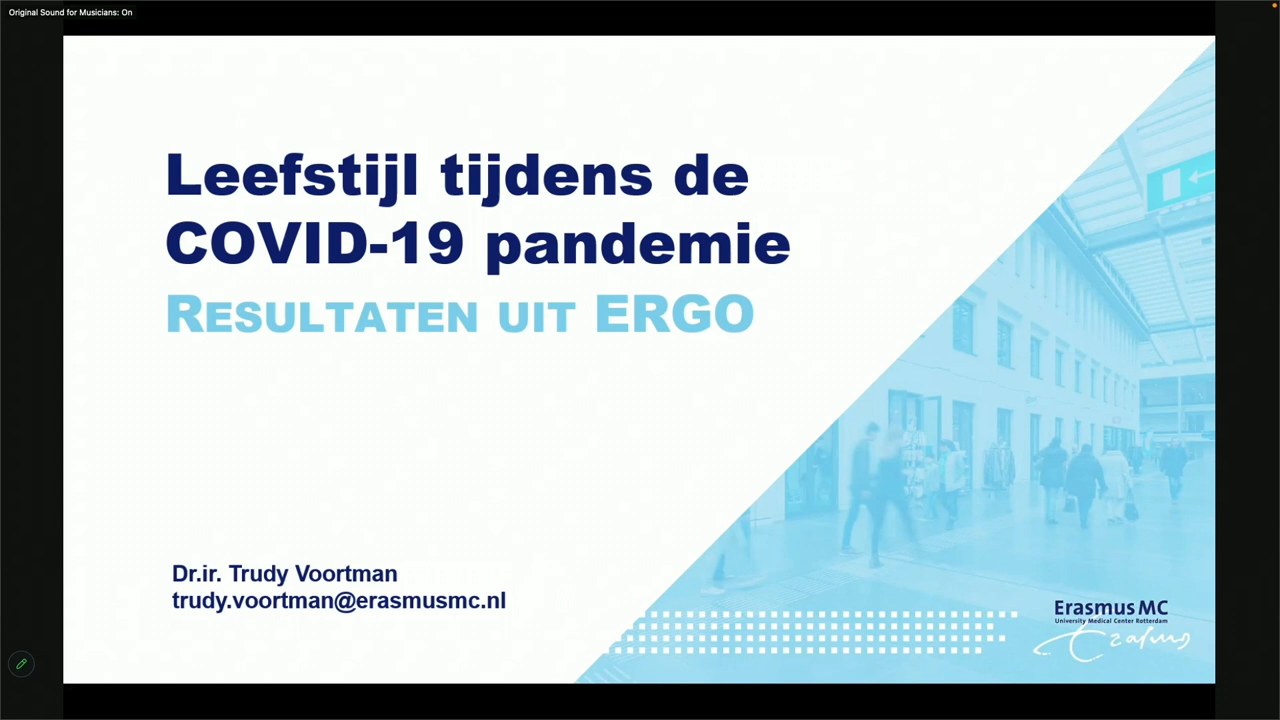 Original Sound for Musicians: On
Leefstijl tijdens de
COVID-19 pandemie
RESULTATEN UIT ERGO
Dr.ir. Trudy Voortman
trudy.voortman@erasmusmc.nl
Erasmus MC
University Medical Center Rotterdam
Erasmus